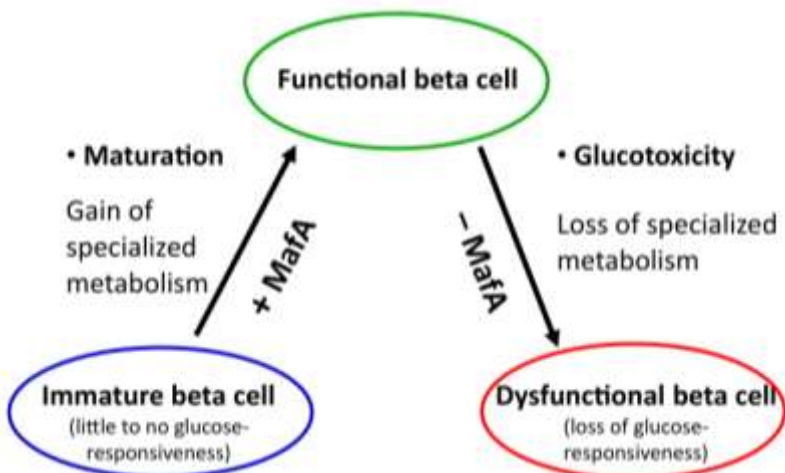 Functional beta cell
• Maturation
Gain of
specialized
metabolism
+ MafA
– MafA
• Glucotoxicity
Loss of specialized
metabolism
Immature beta cell
(little to no glucose-
responsiveness)
Dysfunctional beta cell
(loss of glucose-
responsiveness)